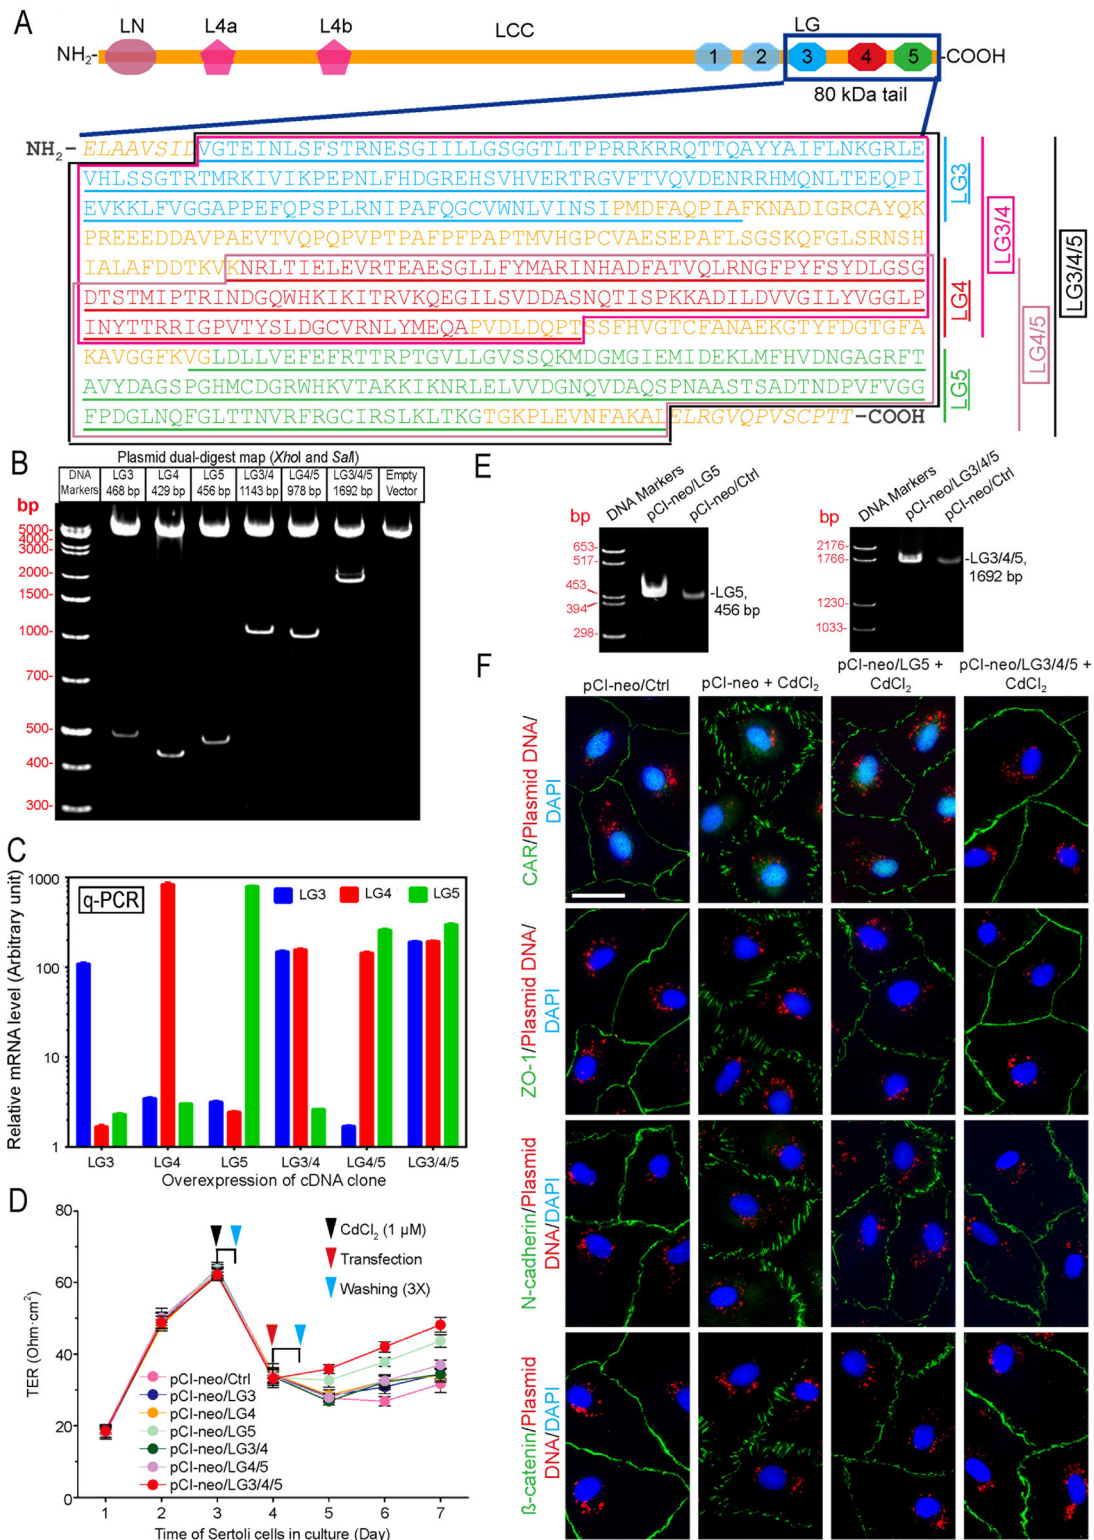 A
LN
L4a
L4b
LCC
LG
NH2-
1
2
3
4
5
-COOH
80 kDa tail
NH2 - ELAAVSIDVGTEINLSFSTRNESGIILLGSGGTLTPPRRKRRQTTQAYYAIFLNKGRLE
VHLSSGTRTMRKIVIKPEPNLFHDGREHSVHVERTRGVFTVQVDENRRHMQNLTEEQPI
EVKKLFVGGAPPEFQPSPLRNIPAFQGCVWNLVINSIPMDFAQPIAFKNADIGRCAYQK
PREEEDDAVPAEVTVQPQPVPTPAFPFPAPTMVHGPCVAESEPAFLSGSKQFGLSRNSH
IALAFDDTKVKNRLTIELEVRTEAESGLLFYMARINHADFATVQLRNGFPYFSYDLGSG
DTSTMIPTRINDGQWHKIKITRVKQEGILSVDDASNQTISPKKADILDVVGILYVGGLP
INYTTRRIGPVTYSLDGCVRNLYMEQAPVDLDQPTSSFHVGTCFANAEKGTYFDGTGFA
KAVGGFKVGLDLLVEFEFRTTRPTGVLLGVSSQKMDGMGIEMIDEKLMFHVDNGAGRFT
AVYDAGSPGHMCDGRWHKVTAKKIKNRLELVVDGNQVDAQSPNAASTSADTNDPVFVGG
FPDGLNQFGLTTNVRFRGCIRSLKLTKGTGKPLEVNFAKALELRGVQPVSCPTT -COOH
LG3
LG4
LG5
LG3/4
LG4/5
LG3/4/5
B
Plasmid dual-digest map (XhoI and SalI)
DNA Markers
LG3 468 bp
LG4 429 bp
LG5 456 bp
LG3/4 1143 bp
LG4/5 978 bp
LG3/4/5 1692 bp
Empty Vector
bp
5000-
4000-
3000-
2000-
1500-
1000-
700-
500-
400-
300-
C
q-PCR
LG3
LG4
LG5
Relative mRNA level (Arbitrary unit)
1000
100
10
1
LG3
LG4
LG5
LG3/4
LG4/5
LG3/4/5
Overexpression of cDNA clone
D
CdCl2 (1 µM)
Transfection
Washing (3X)
TER (Ohm·cm2)
80
60
40
20
0
pCI-neo/Ctrl
pCI-neo/LG3
pCI-neo/LG4
pCI-neo/LG5
pCI-neo/LG3/4
pCI-neo/LG4/5
pCI-neo/LG3/4/5
1
2
3
4
5
6
7
Time of Sertoli cells in culture (Day)
E
bp
DNA Markers
pCI-neo/LG5
pCI-neo/Ctrl
653-
517-
453-
394-
298-
-LG5,
456 bp
bp
DNA Markers
pCI-neo/LG3/4/5
pCI-neo/Ctrl
2176-
1766-
1230-
1033-
-LG3/4/5,
1692 bp
F
pCI-neo/Ctrl
pCI-neo + CdCl2
pCI-neo/LG5 +
CdCl2
pCI-neo/LG3/4/5 +
CdCl2
CAR/Plasmid DNA/
DAPI
ZO-1/Plasmid DNA/
DAPI
N-cadherin/Plasmid
DNA/DAPI
ß-catenin/Plasmid
DNA/DAPI